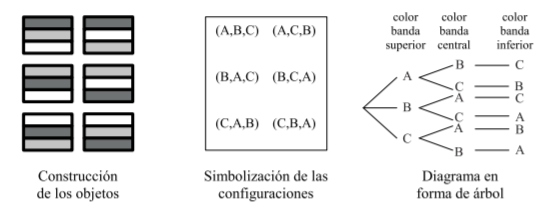 (A,B,C) (A,C,B)
(B,A,C) (B,C,A)
(C,A,B) (C,B,A)
color banda superior
color banda central
color banda inferior
A
B
C
C
B
B
A
C
C
A
C
A
B
B
A
Construcción
de los objetos
Simbolización de las
configuraciones
Diagrama en
forma de árbol